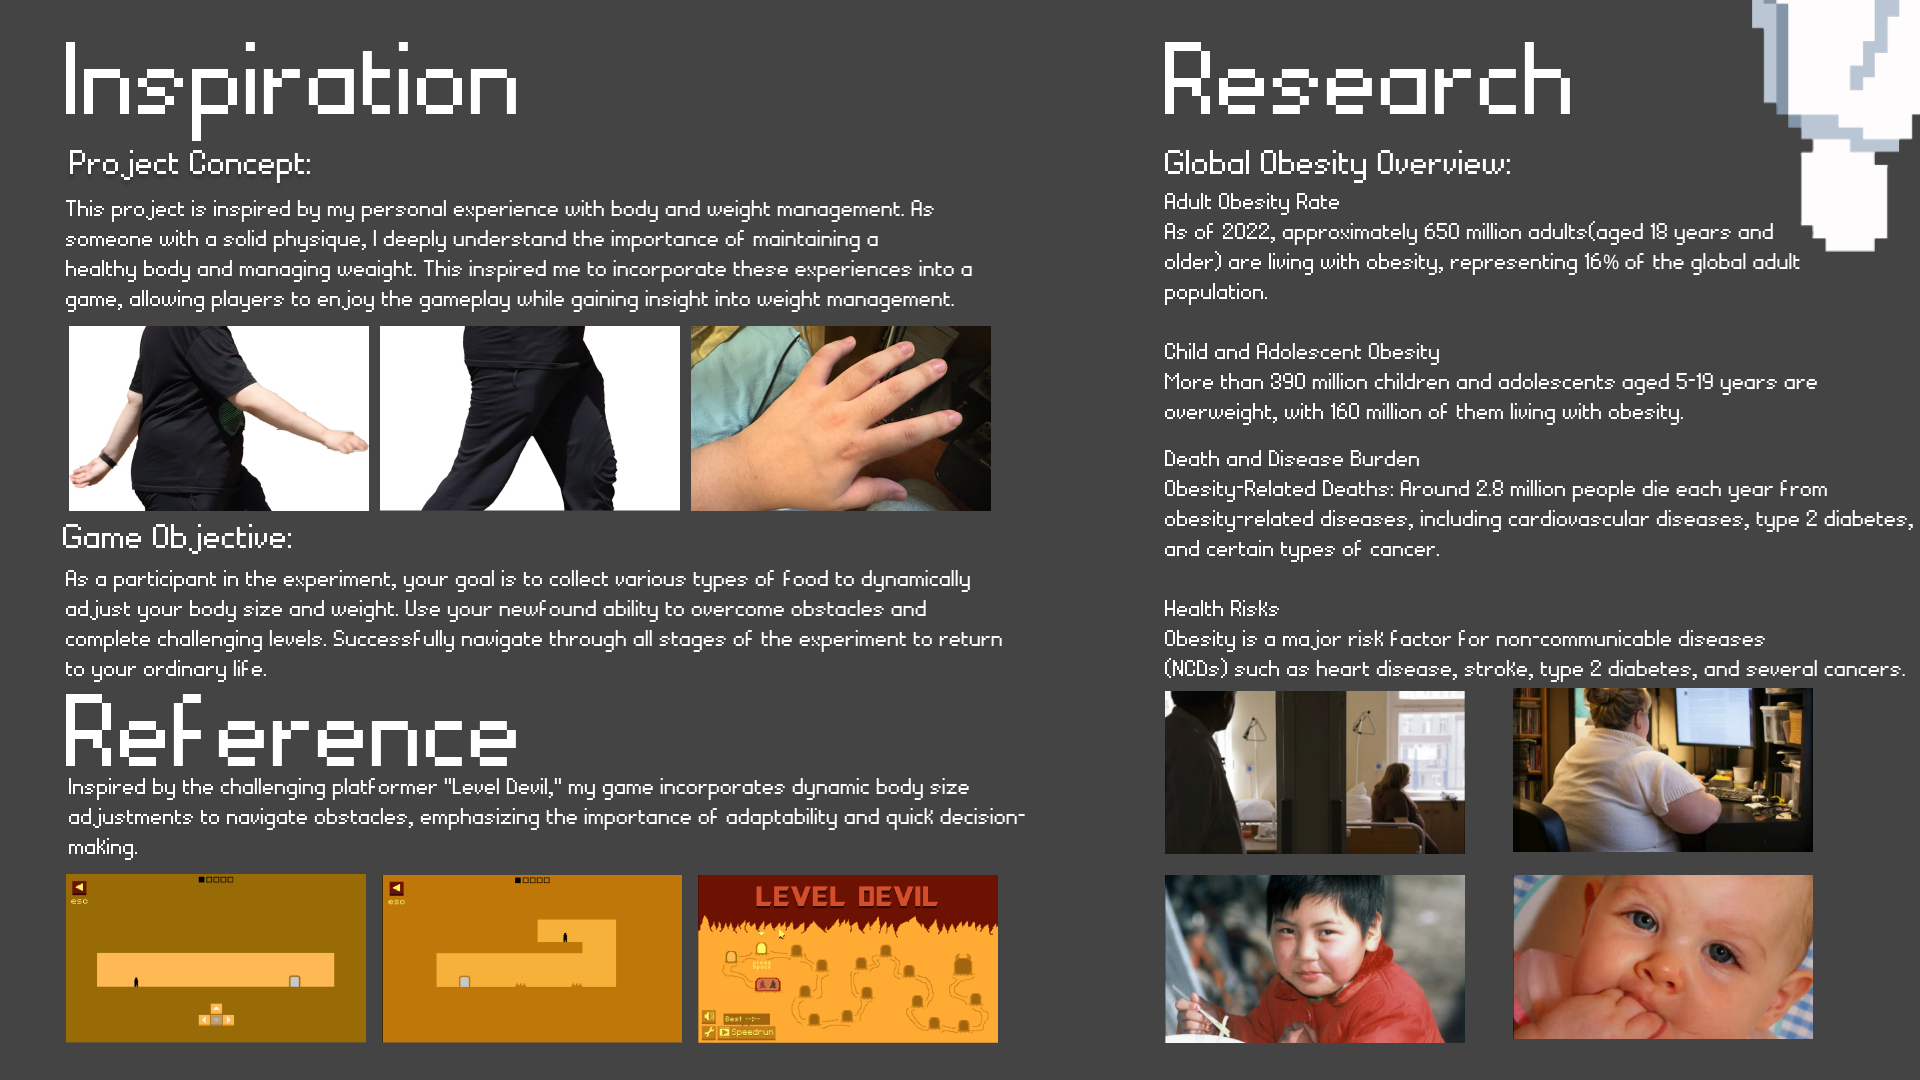 Inspiration
Project Concept:
This project is inspired by my personal experience with body and weight management. As
someone with a solid physique, I deeply understand the importance of maintaining a
healthy body and managing weaight. This inspired me to incorporate these experiences into a
game, allowing players to enjoy the gameplay while gaining insight into weight management.
Game Objective:
As a participant in the experiment, your goal is to collect various types of food to dynamically
adjust your body size and weight. Use your newfound ability to overcome obstacles and
complete challenging levels. Successfully navigate through all stages of the experiment to return
to your ordinary life.
Reference
Inspired by the challenging platformer "Level Devil," my game incorporates dynamic body size
adjustments to navigate obstacles, emphasizing the importance of adaptability and quick decision-
making.
esc
esc
LEVEL DEVIL
Best --:--
Speedrun
Research
Global Obesity Overview:
Adult Obesity Rate
As of 2022, approximately 650 million adults(aged 18 years and
older) are living with obesity, representing 16% of the global adult
population.
Child and Adolescent Obesity
More than 390 million children and adolescents aged 5-19 years are
overweight, with 160 million of them living with obesity.
Death and Disease Burden
Obesity-Related Deaths: Around 2.8 million people die each year from
obesity-related diseases, including cardiovascular diseases, type 2 diabetes,
and certain types of cancer.
Health Risks
Obesity is a major risk factor for non-communicable diseases
(NCDs) such as heart disease, stroke, type 2 diabetes, and several cancers.